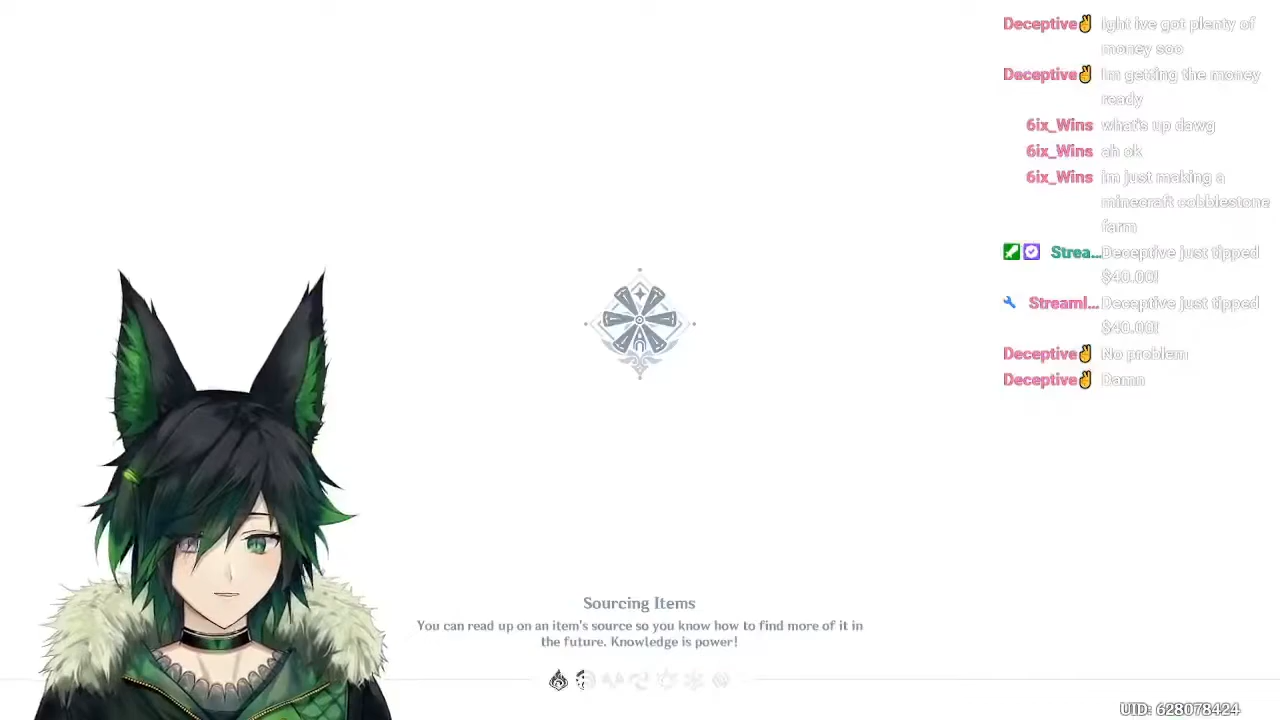 Deceptive✌ Ight Ive got plenty of
money soo
Deceptive✌ Im getting the money
ready
6ix_Wins what's up dawg
6ix_Wins ah ok
6ix_Wins im just making a
minecraft cobblestone
farm
Strea... Deceptive just tipped
$40.00!
Streaml... Deceptive just tipped
$40.00!
Deceptive✌ No problem
Deceptive✌ Damn
Sourcing Items
You can read up on an item's source so you know how to find more of it in
the future. Knowledge is power!
UID: 628078424